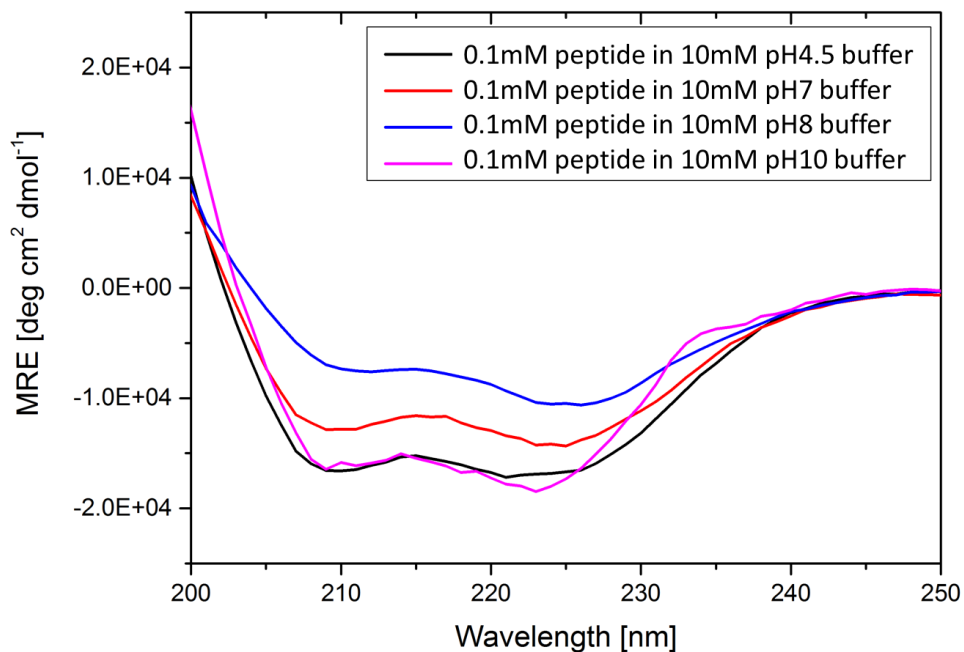 0.1mM peptide in 10mM pH4.5 buffer
0.1mM peptide in 10mM pH7 buffer
0.1mM peptide in 10mM pH8 buffer
0.1mM peptide in 10mM pH10 buffer
MRE [deg cm² dmol⁻¹]
2.0E+04
1.0E+04
0.0E+00
-1.0E+04
-2.0E+04
200 210 220 230 240 250
Wavelength [nm]